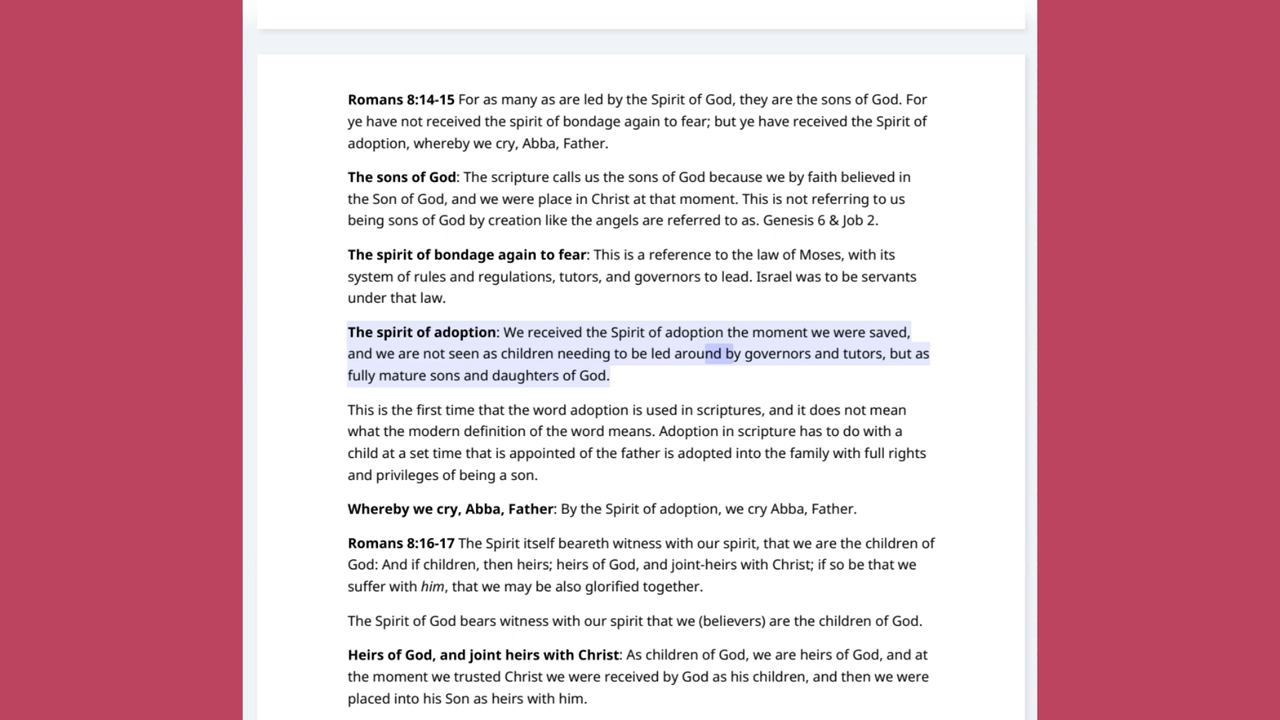 Romans 8:14-15 For as many as are led by the Spirit of God, they are the sons of God. For
ye have not received the spirit of bondage again to fear; but ye have received the Spirit of
adoption, whereby we cry, Abba, Father.
The sons of God: The scripture calls us the sons of God because we by faith believed in
the Son of God, and we were place in Christ at that moment. This is not referring to us
being sons of God by creation like the angels are referred to as. Genesis 6 & Job 2.
The spirit of bondage again to fear: This is a reference to the law of Moses, with its
system of rules and regulations, tutors, and governors to lead. Israel was to be servants
under that law.
The spirit of adoption: We received the Spirit of adoption the moment we were saved,
and we are not seen as children needing to be led around by governors and tutors, but as
fully mature sons and daughters of God.
This is the first time that the word adoption is used in scriptures, and it does not mean
what the modern definition of the word means. Adoption in scripture has to do with a
child at a set time that is appointed of the father is adopted into the family with full rights
and privileges of being a son.
Whereby we cry, Abba, Father: By the Spirit of adoption, we cry Abba, Father.
Romans 8:16-17 The Spirit itself beareth witness with our spirit, that we are the children of
God: And if children, then heirs; heirs of God, and joint-heirs with Christ; if so be that we
suffer with him, that we may be also glorified together.
The Spirit of God bears witness with our spirit that we (believers) are the children of God.
Heirs of God, and joint heirs with Christ: As children of God, we are heirs of God, and at
the moment we trusted Christ we were received by God as his children, and then we were
placed into his Son as heirs with him.